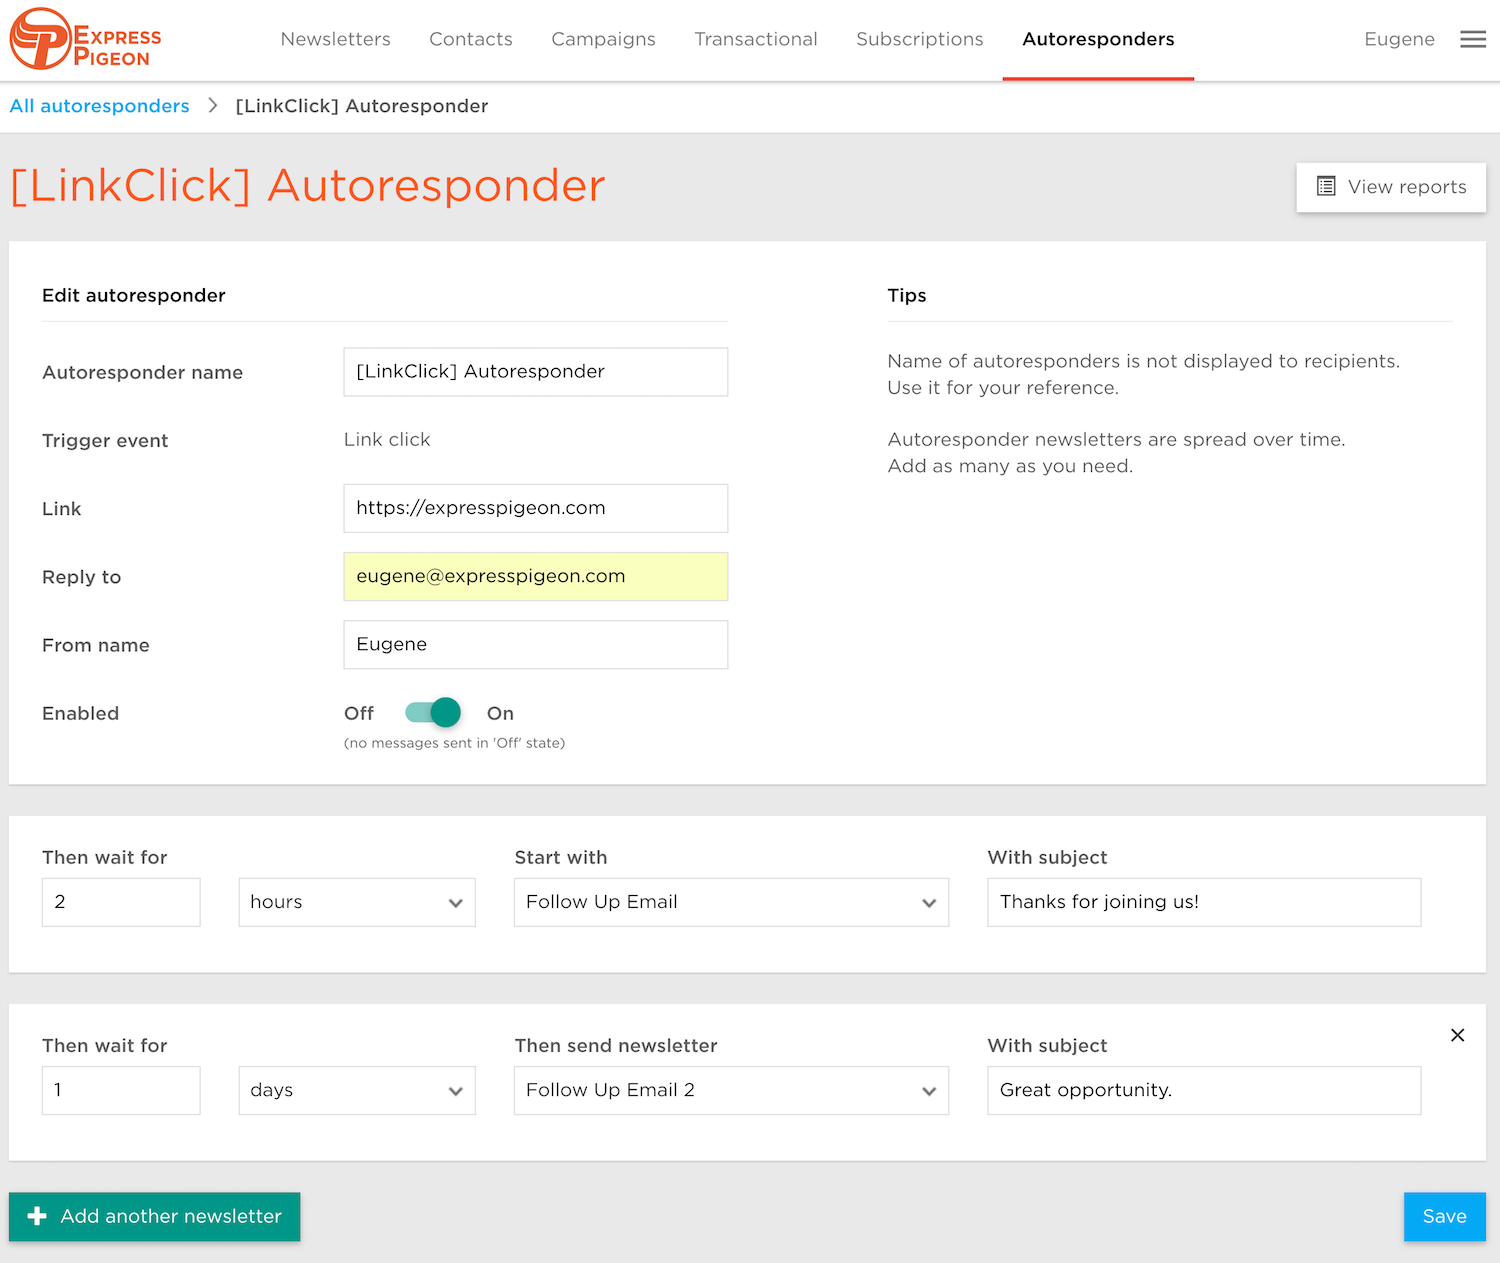 EXPRESS PIGEON
Newsletters Contacts Campaigns Transactional Subscriptions Autoresponders Eugene
All autoresponders > [LinkClick] Autoresponder
[LinkClick] Autoresponder
View reports
Edit autoresponder
Autoresponder name [LinkClick] Autoresponder
Trigger event Link click
Link https://expresspigeon.com
Reply to eugene@expresspigeon.com
From name Eugene
Enabled Off On
(no messages sent in 'Off' state)
Tips
Name of autoresponders is not displayed to recipients.
Use it for your reference.
Autoresponder newsletters are spread over time.
Add as many as you need.
Then wait for Start with With subject
2 hours Follow Up Email Thanks for joining us!
Then wait for Then send newsletter With subject
1 days Follow Up Email 2 Great opportunity.
Add another newsletter Save